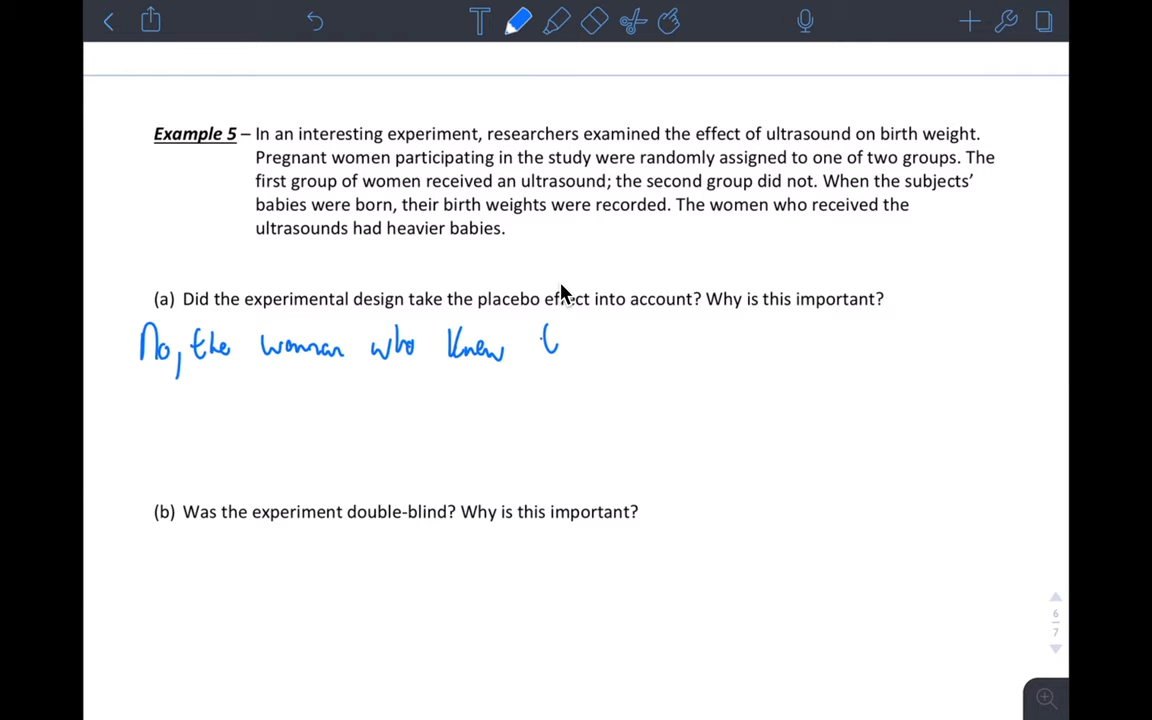 Example 5 – In an interesting experiment, researchers examined the effect of ultrasound on birth weight.
Pregnant women participating in the study were randomly assigned to one of two groups. The
first group of women received an ultrasound; the second group did not. When the subjects’
babies were born, their birth weights were recorded. The women who received the
ultrasounds had heavier babies.
(a) Did the experimental design take the placebo effect into account? Why is this important?
No, the woman who knew
(b) Was the experiment double-blind? Why is this important?
6
7